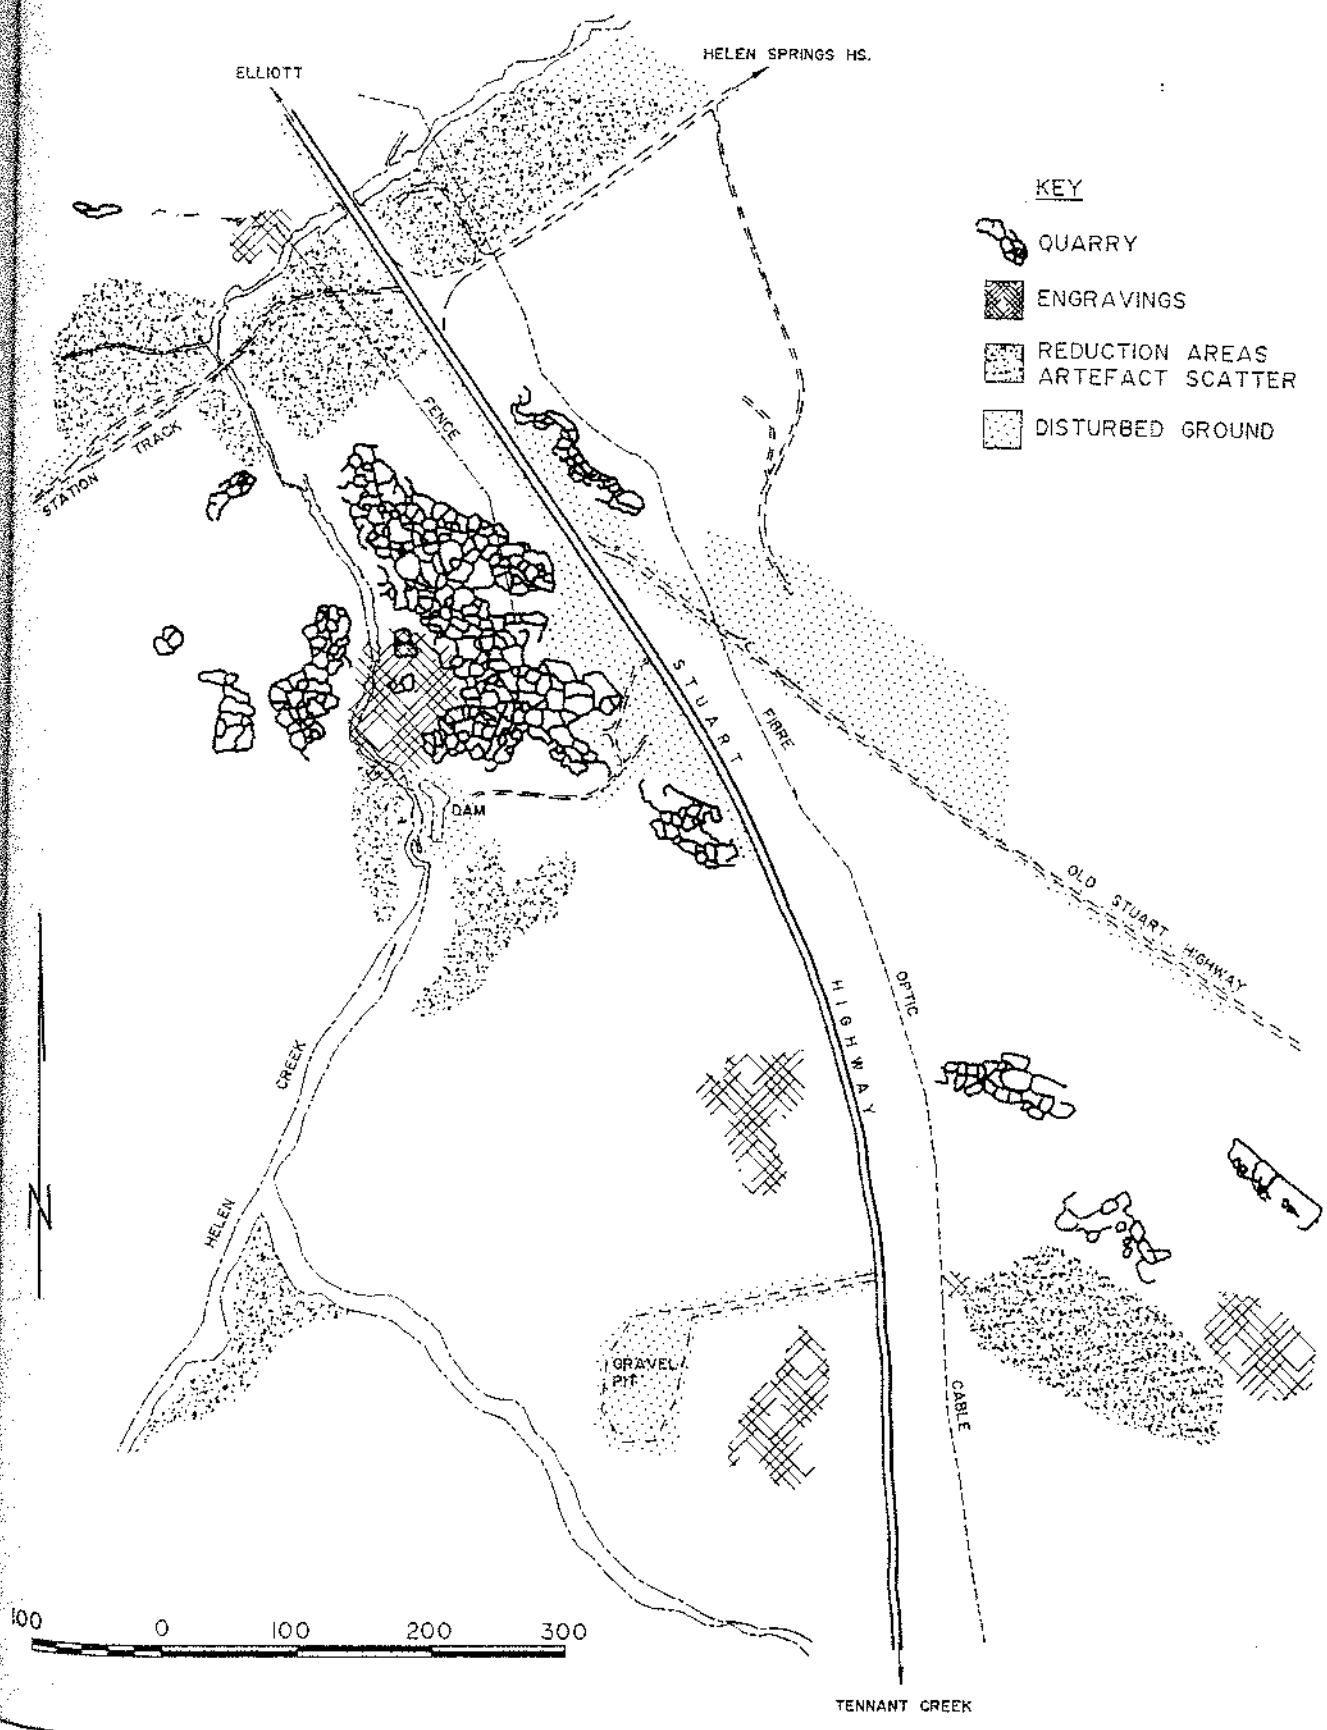 HELEN SPRINGS HS.
ELLIOTT
KEY
QUARRY
ENGRAVINGS
REDUCTION AREAS
ARTEFACT SCATTER
DISTURBED GROUND
FENCE
STATION TRACK
STUART HIGHWAY
FIBRE OPTIC CABLE
DAM
OLD STUART HIGHWAY
HELEN CREEK
N
GRAVEL
PIT
100 0 100 200 300
TENNANT CREEK